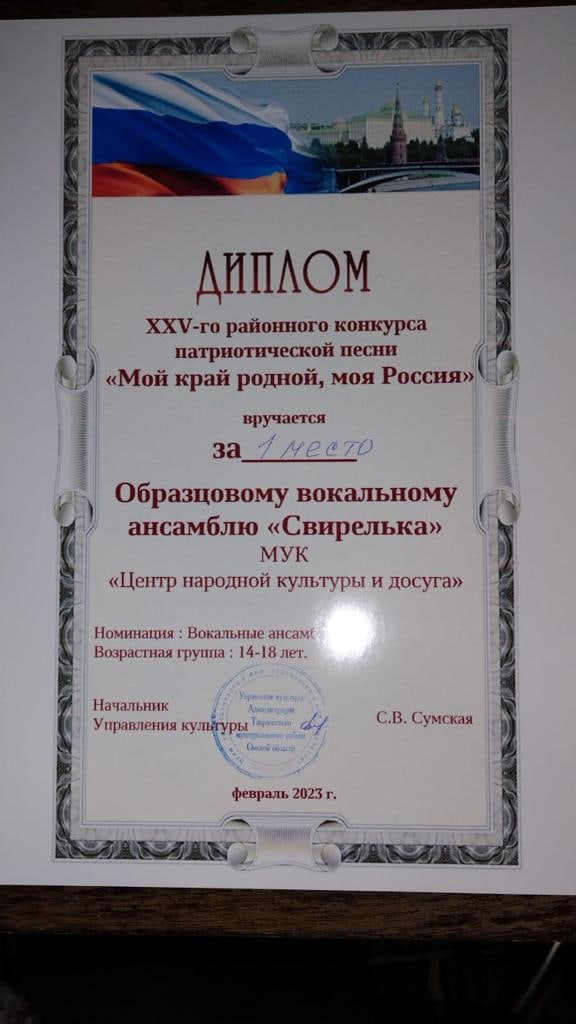 ДИПЛОМ
XXV-го районного конкурса
патриотической песни
«Мой край родной, моя Россия»
вручается
за 1 место
Образцовому вокальному
ансамблю «Свирелька»
МУК
«Центр народной культуры и досуга»
Номинация : Вокальные
Возрастная группа : 14-18 лет.
Начальник
Управления культуры
С.В. Сумская
Управление культуры
Администрации
Таврического
муниципального района
Омской области
февраль 2023 г.